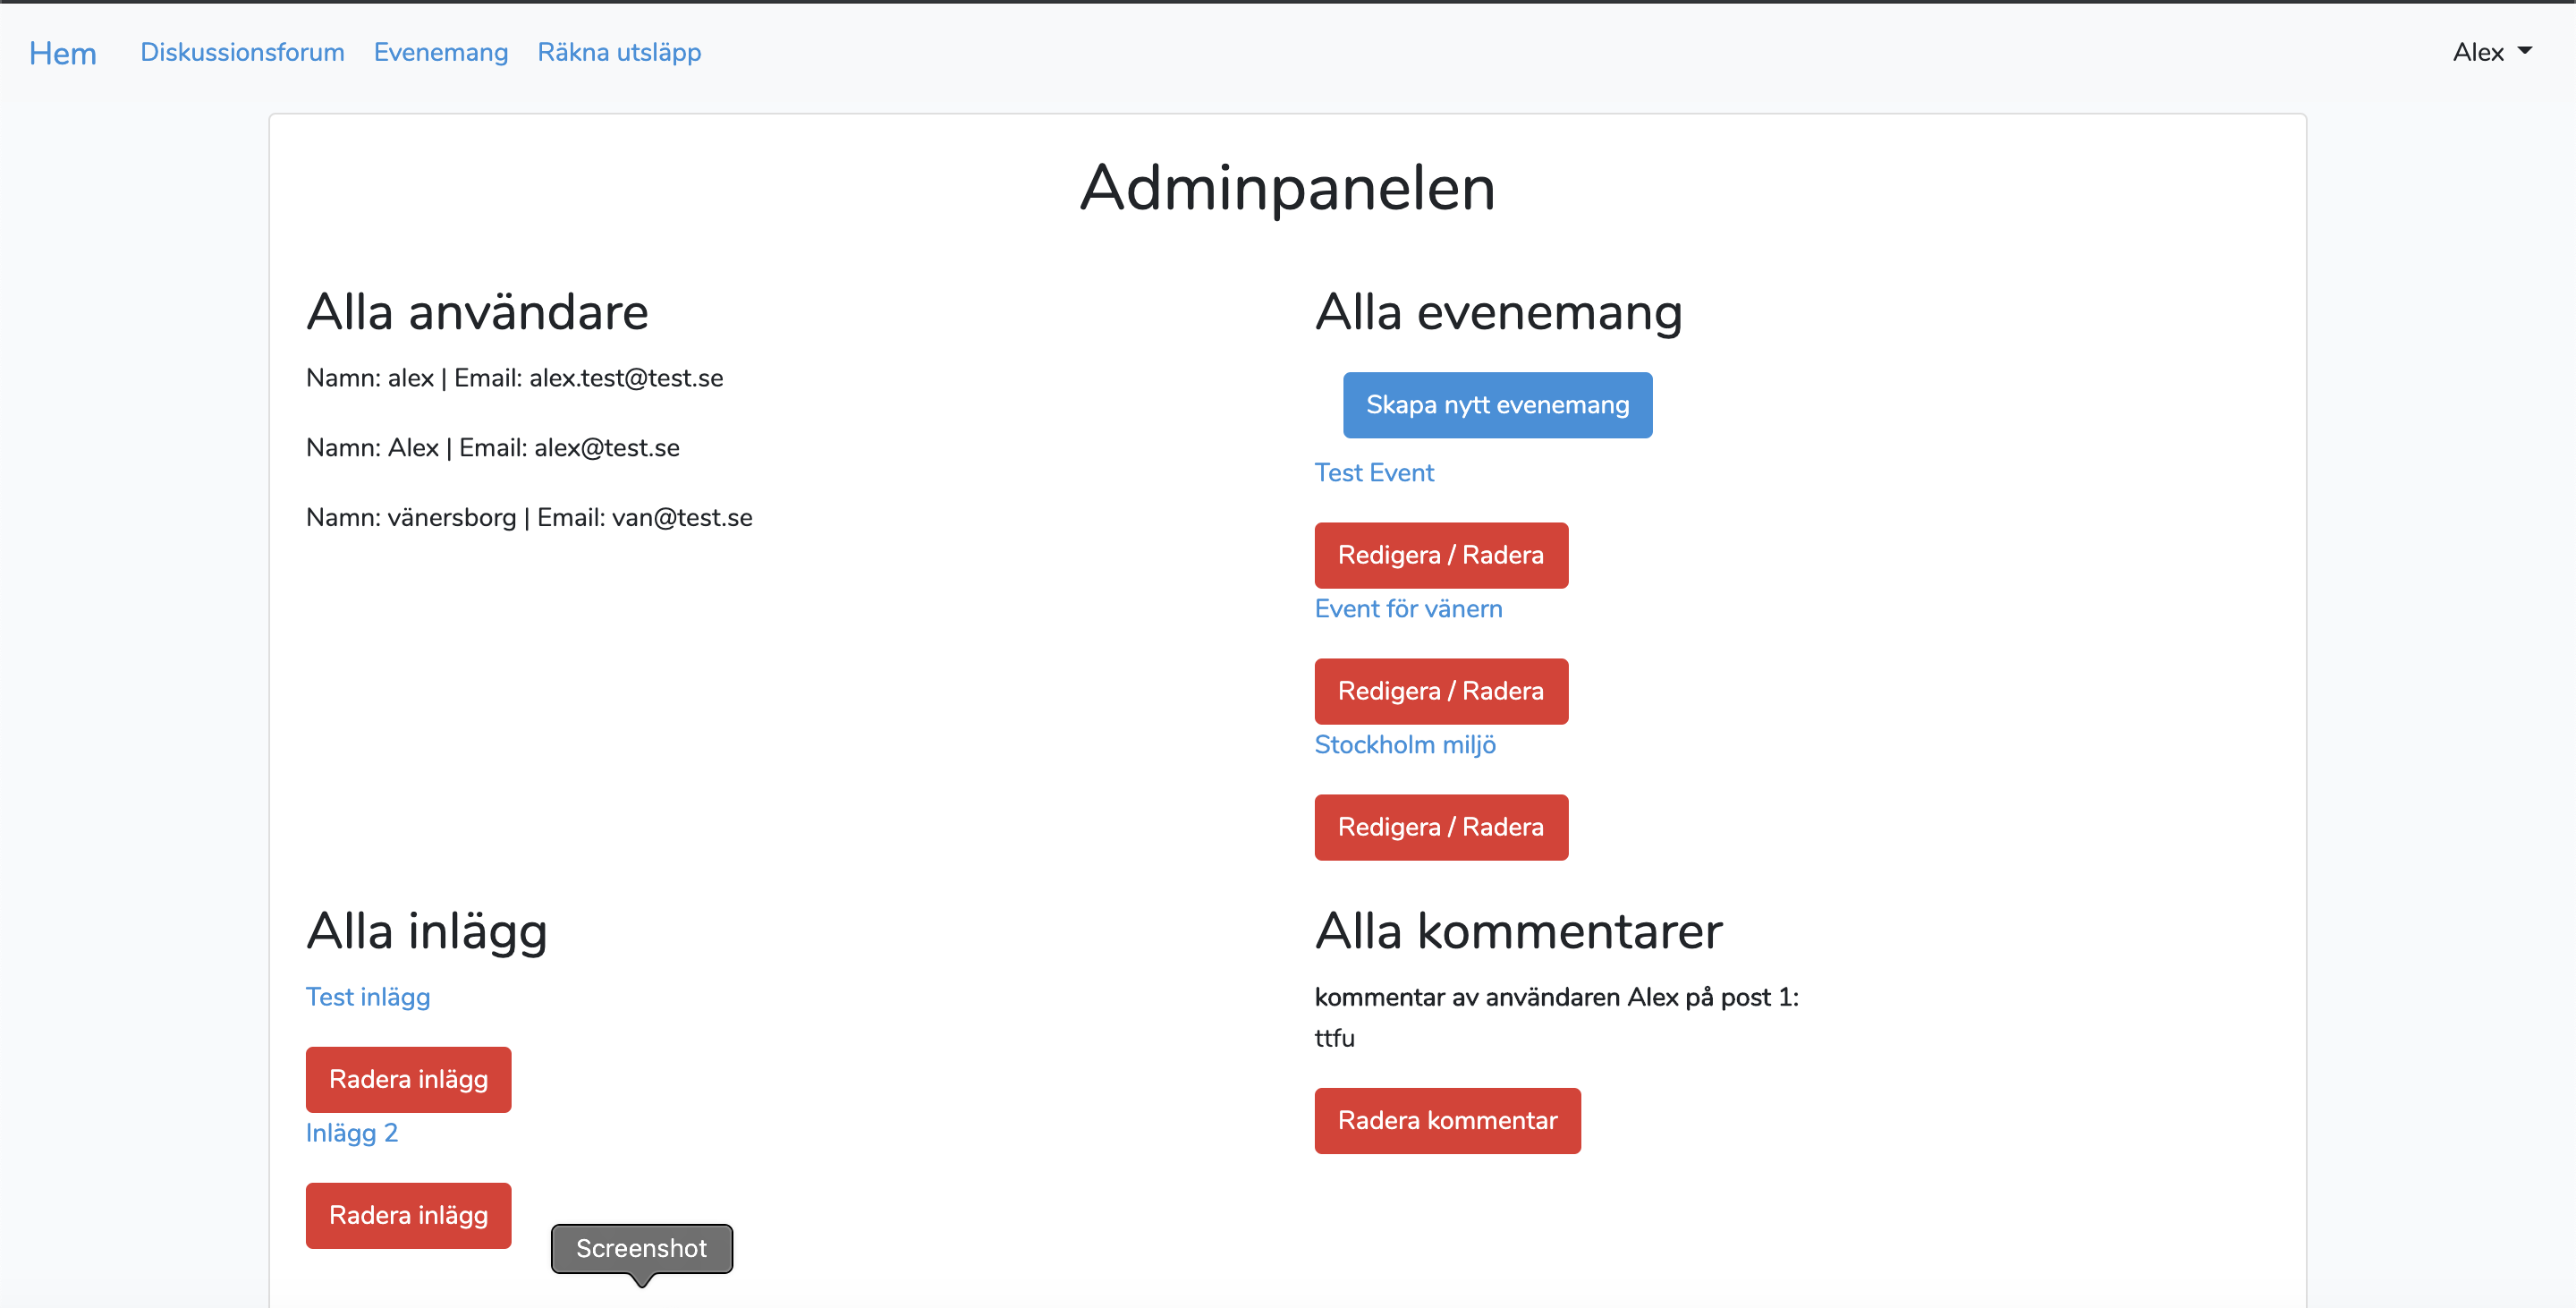 Hem Diskussionsforum Evenemang Räkna utsläpp Alex
Adminpanelen
Alla användare
Namn: alex | Email: alex.test@test.se
Namn: Alex | Email: alex@test.se
Namn: vänersborg | Email: van@test.se
Alla evenemang
Skapa nytt evenemang
Test Event
Redigera / Radera
Event för vänern
Redigera / Radera
Stockholm miljö
Redigera / Radera
Alla inlägg
Test inlägg
Radera inlägg
Inlägg 2
Radera inlägg
Alla kommentarer
kommentar av användaren Alex på post 1:
ttfu
Radera kommentar
Screenshot